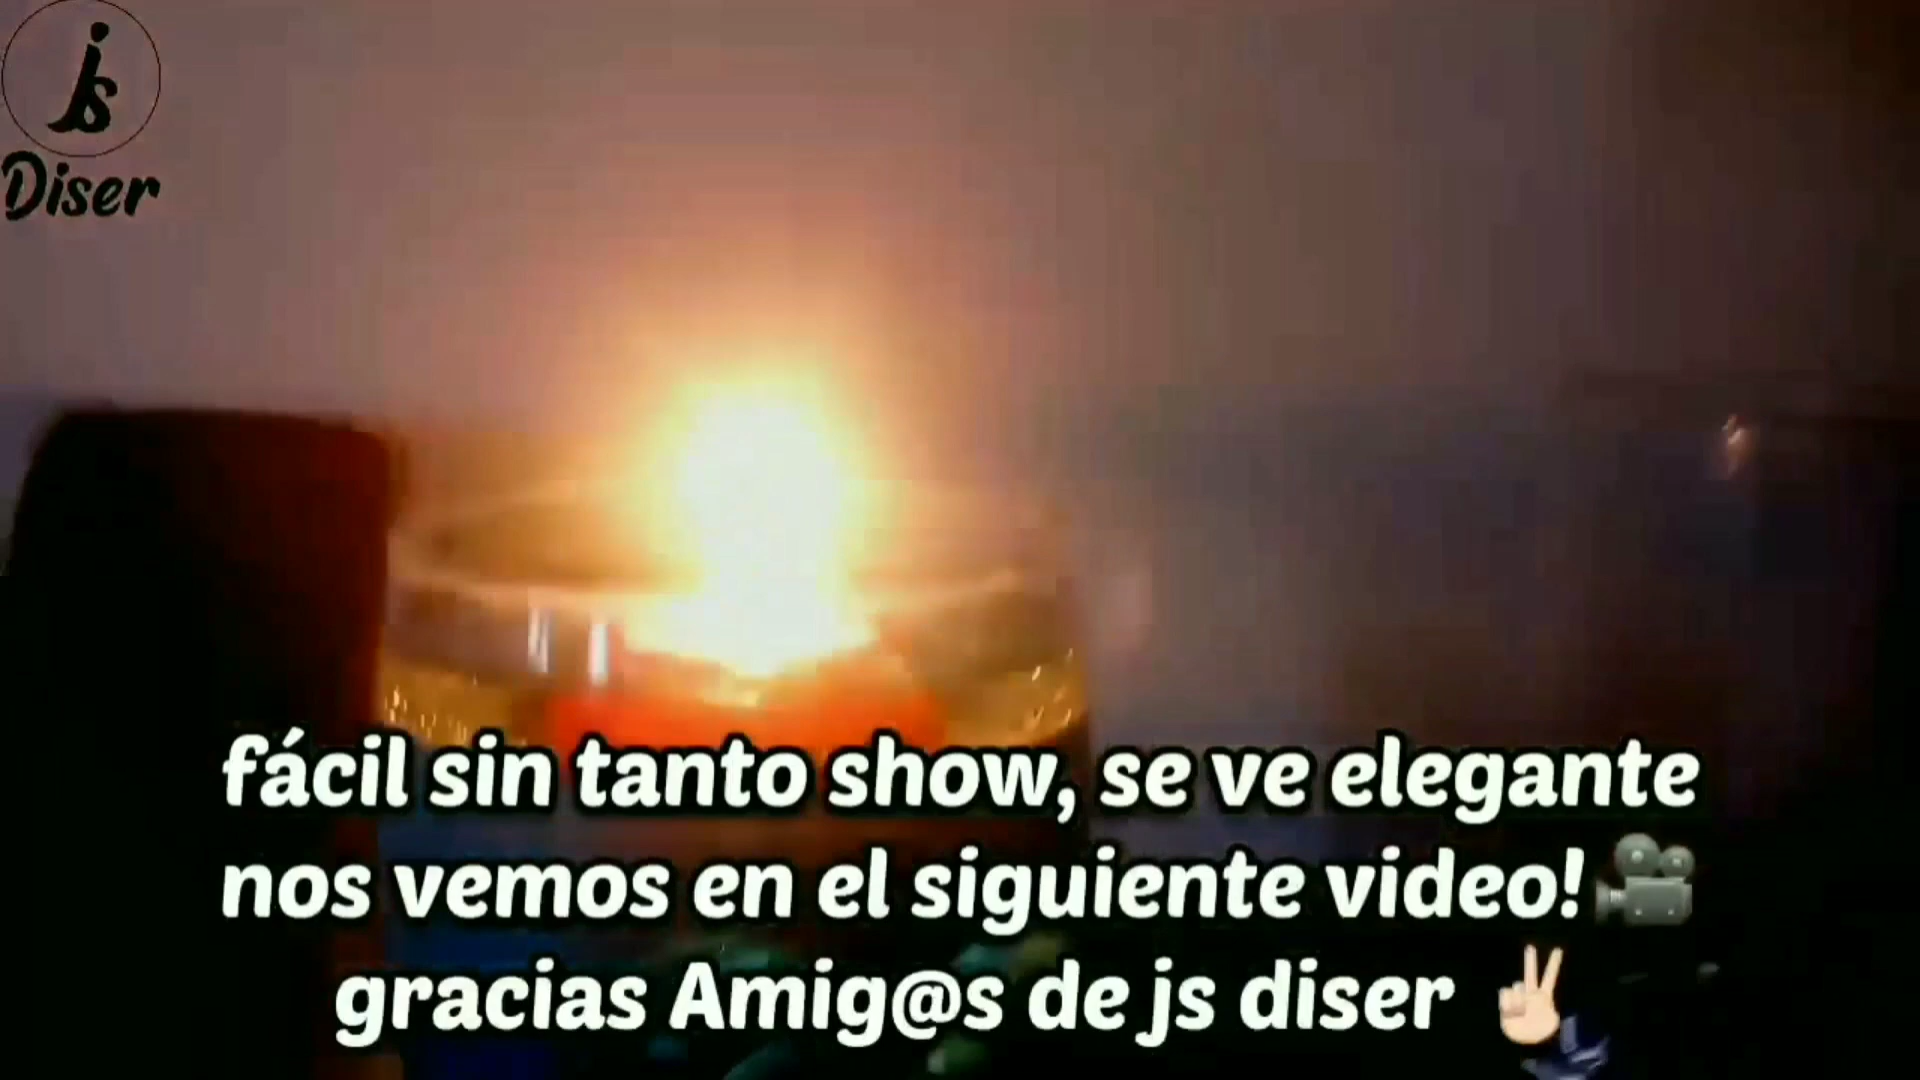 js
Diser
fácil sin tanto show, se ve elegante
nos vemos en el siguiente video!🎥
gracias Amig@s de js diser ✌🏻